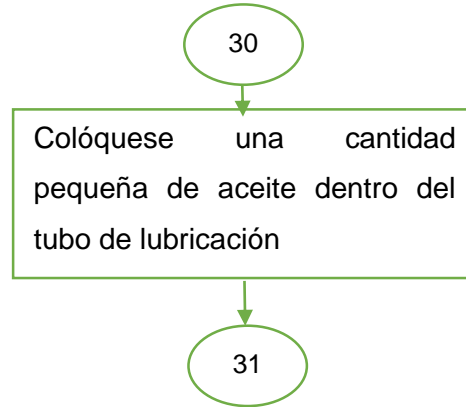 30
Colóquese una cantidad
pequeña de aceite dentro del
tubo de lubricación
31